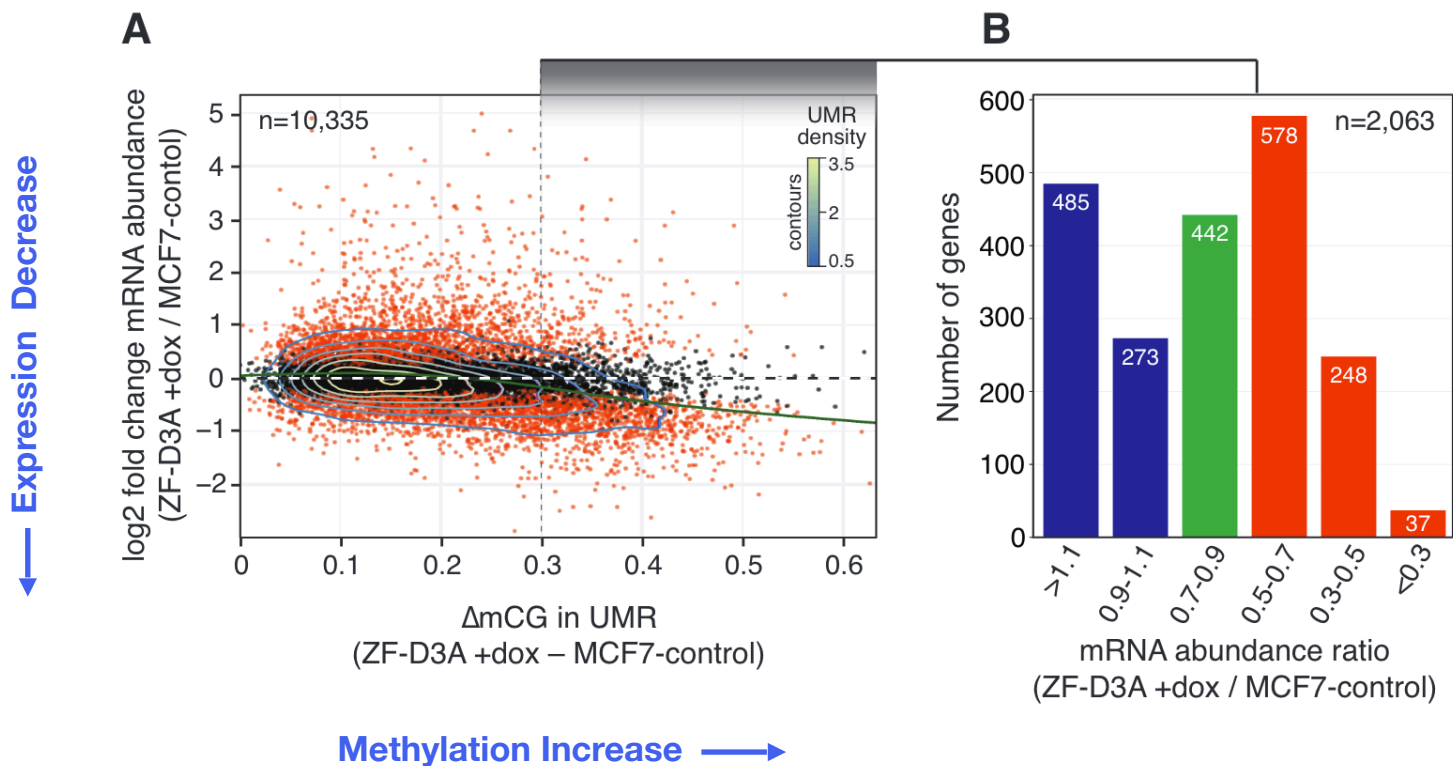 A
B
Expression Decrease
log2 fold change mRNA abundance
(ZF-D3A +dox / MCF7-contol)
5
4
3
2
1
0
−1
−2
n=10,335
UMR
density
contours
3.5
2
0.5
0
0.1
0.2
0.3
0.4
0.5
0.6
ΔmCG in UMR
(ZF-D3A +dox – MCF7-control)
Methylation Increase
Number of genes
600
500
400
300
200
100
0
n=2,063
485
273
442
578
248
37
>1.1
0.9-1.1
0.7-0.9
0.5-0.7
0.3-0.5
<0.3
mRNA abundance ratio
(ZF-D3A +dox / MCF7-control)